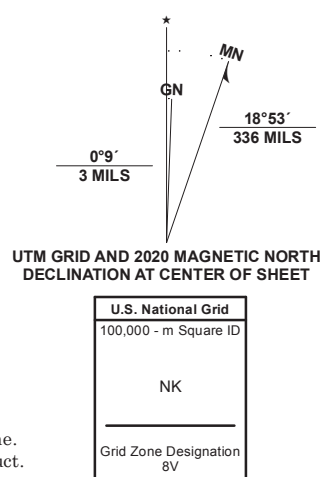 ★
MN
GN
18°53´
336 MILS
0°9´
3 MILS
UTM GRID AND 2020 MAGNETIC NORTH
DECLINATION AT CENTER OF SHEET
U.S. National Grid
100,000 - m Square ID
NK
Grid Zone Designation
8V